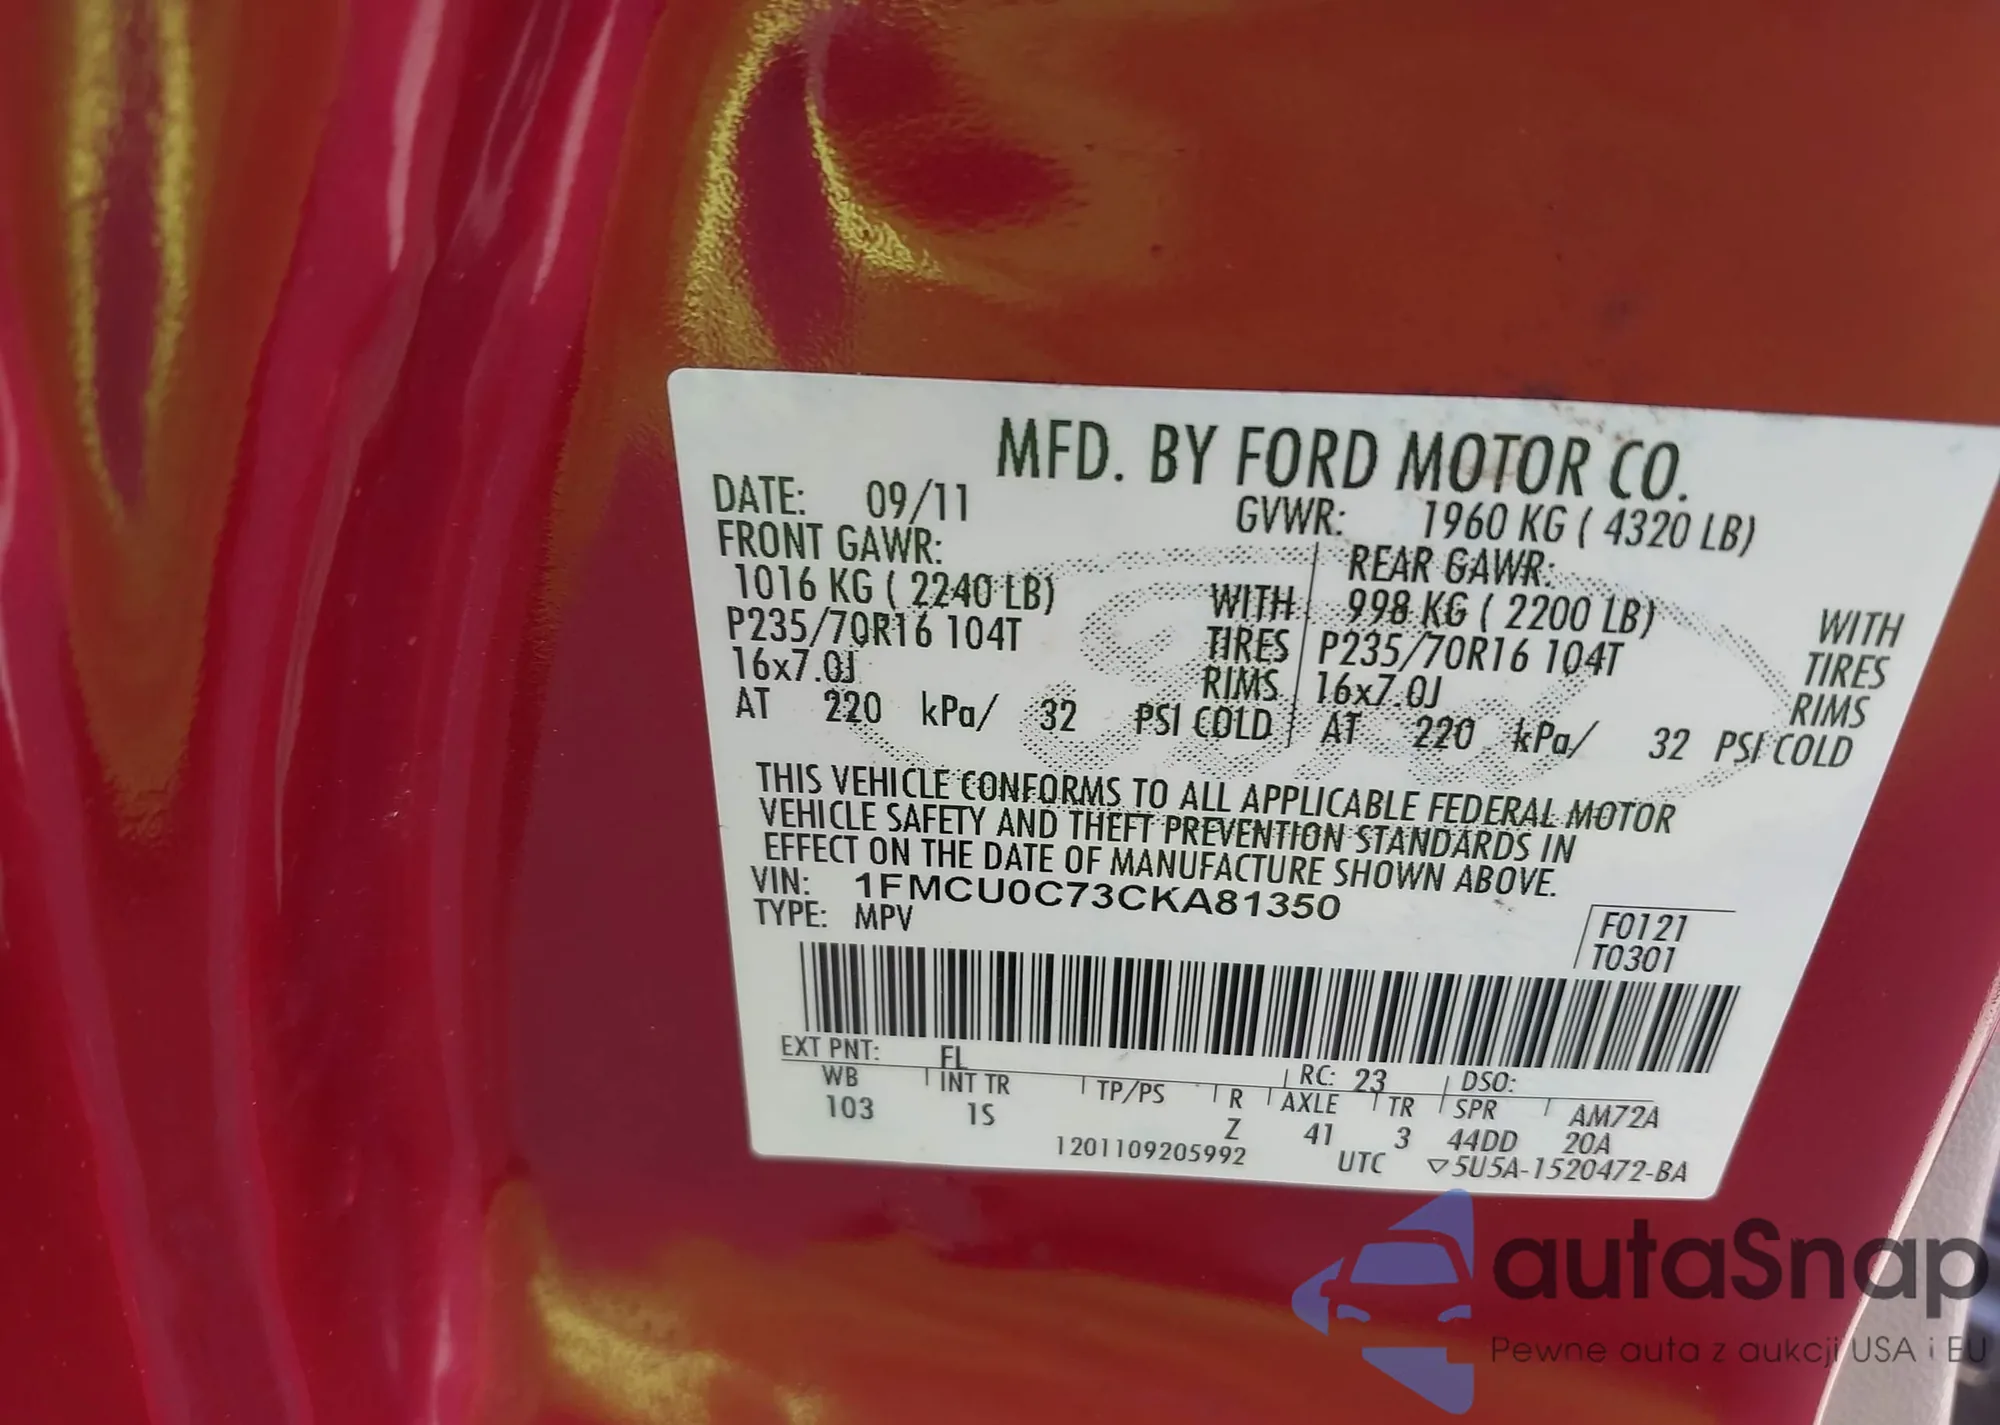 MFD. BY FORD MOTOR CO.
DATE: 09/11 GVWR: 1960 KG ( 4320 LB)
FRONT GAWR: REAR GAWR:
1016 KG ( 2240 LB) WITH 998 KG ( 2200 LB) WITH
P235/70R16 104T TIRES P235/70R16 104T TIRES
16x7.0J RIMS 16x7.0J RIMS
AT 220 kPa/ 32 PSI COLD AT 220 kPa/ 32 PSI COLD
THIS VEHICLE CONFORMS TO ALL APPLICABLE FEDERAL MOTOR
VEHICLE SAFETY AND THEFT PREVENTION STANDARDS IN
EFFECT ON THE DATE OF MANUFACTURE SHOWN ABOVE.
VIN: 1FMCU0C73CKA81350
TYPE: MPV
F0121
T0301
EXT PNT: FL RC: 23 DSO:
WB INT TR TP/PS R AXLE TR SPR AM72A
103 1S Z 41 3 44DD 20A
1201109205992 UTC ▽5U5A-1520472-BA
autaSnap
Pewne auta z aukcji USA i EU